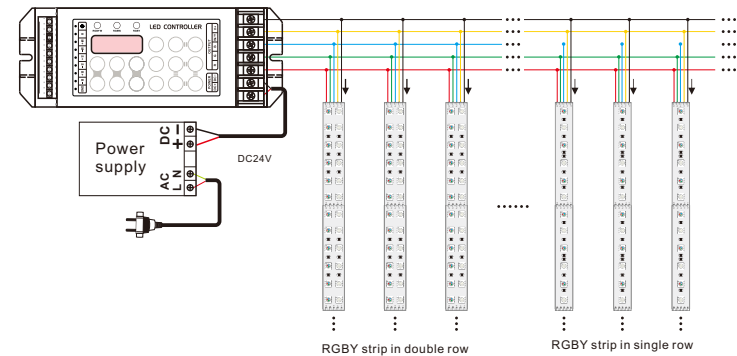 LED CONTROLLER
Power
supply
DC
AC
L N
DC24V
RGBY strip in double row
RGBY strip in single row